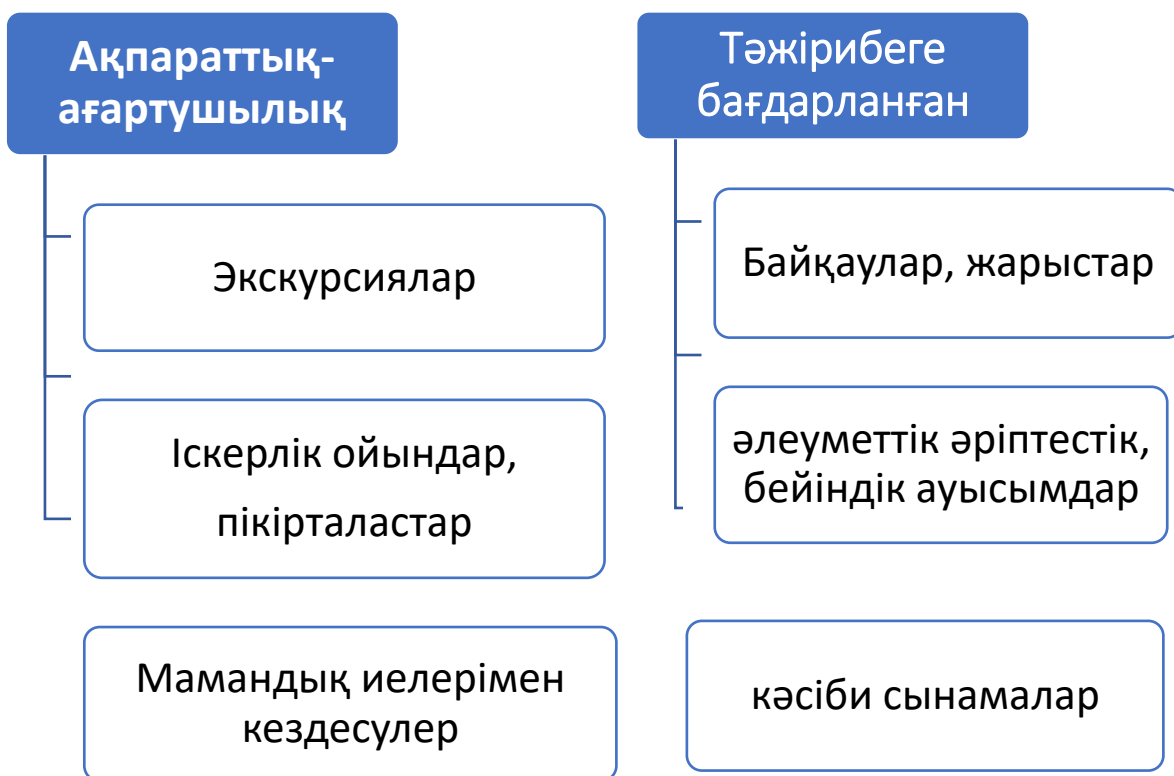 Ақпараттық-
ағартушылық
Экскурсиялар
Іскерлік ойындар,
пікірталастар
Мамандық иелерімен
кездесулер
Тәжірибеге
бағдарланған
Байқаулар, жарыстар
әлеуметтік әріптестік,
бейіндік ауысымдар
кәсіби сынамалар